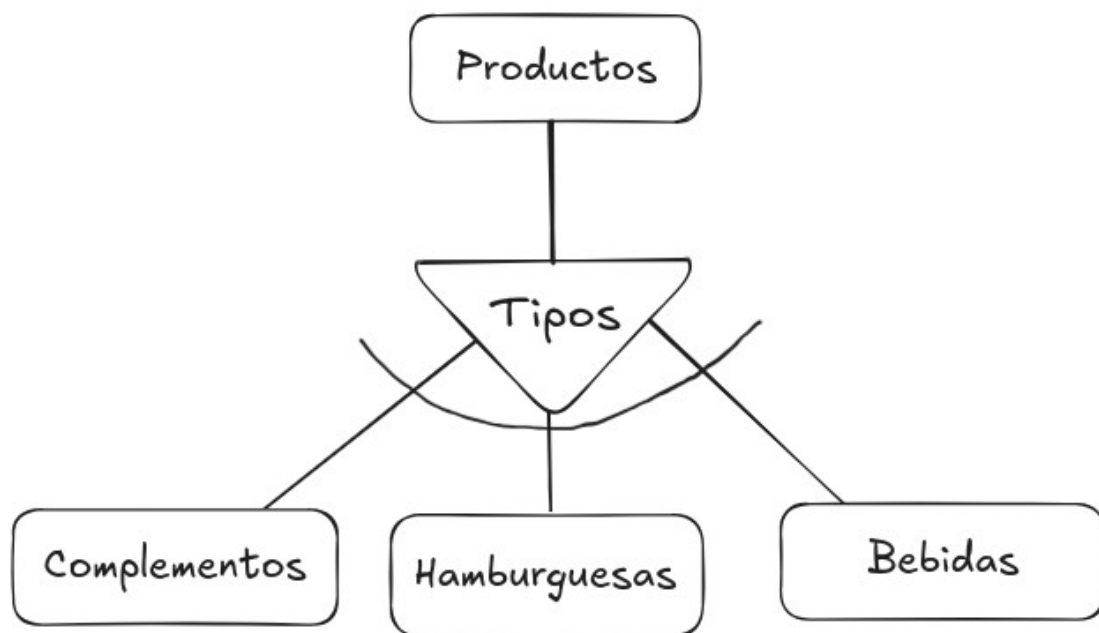 Productos
Tipos
Complementos
Hamburguesas
Bebidas